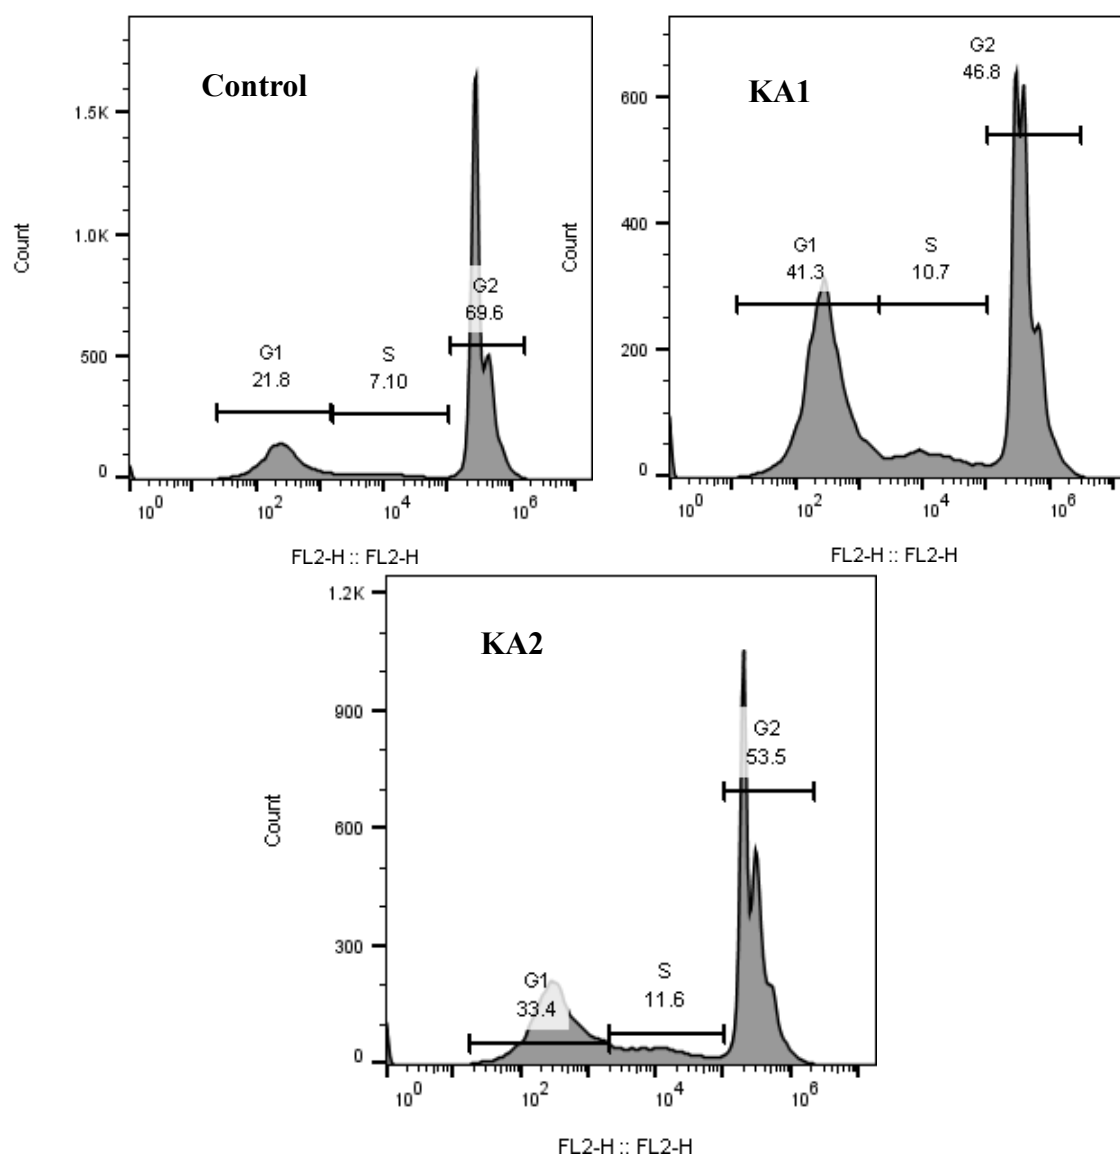 Control
1.5K
1.0K
500
0
Count
G1
21.8
S
7.10
G2
69.6
10^0
10^2
10^4
10^6
FL2-H :: FL2-H
KA1
600
400
200
0
Count
G1
41.3
S
10.7
G2
46.8
10^0
10^2
10^4
10^6
FL2-H :: FL2-H
KA2
1.2K
900
600
300
0
Count
G1
33.4
S
11.6
G2
53.5
10^0
10^2
10^4
10^6
FL2-H :: FL2-H